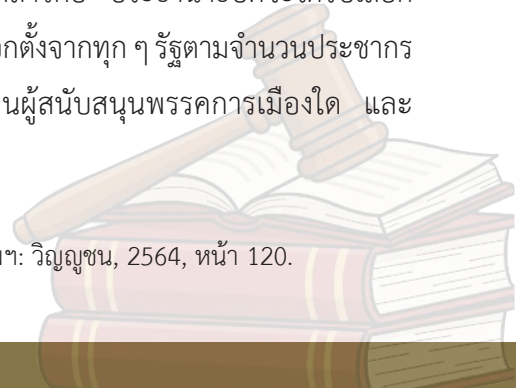 กตั้งจากทุก ๆ รัฐตามจำนวนประชากร
นผู้สนับสนุนพรรคการเมืองใด และ
ฯ: วิญญูชน, 2564, หน้า 120.